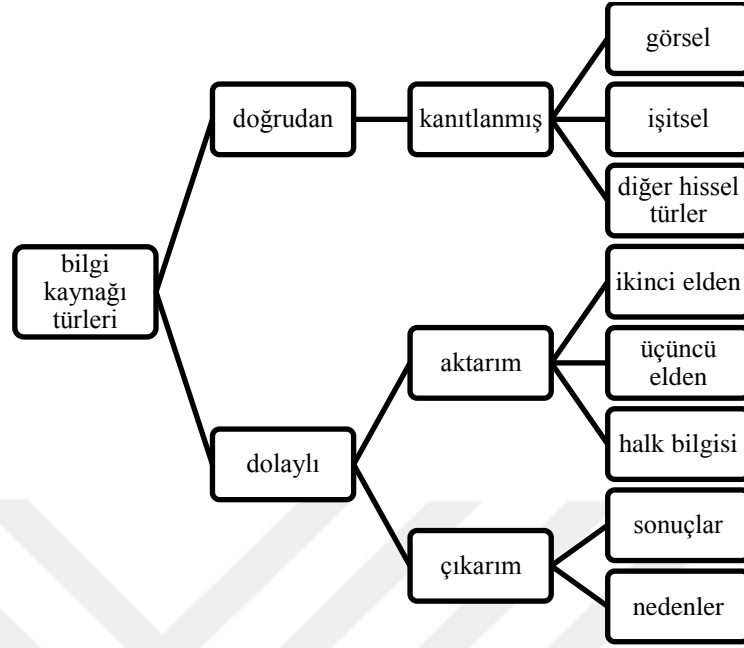 bilgi
kaynağı
türleri
doğrudan
kanıtlanmış
görsel
işitsel
diğer hissel
türler
dolaylı
aktarım
ikinci elden
üçüncü
elden
halk bilgisi
çıkarım
sonuçlar
nedenler